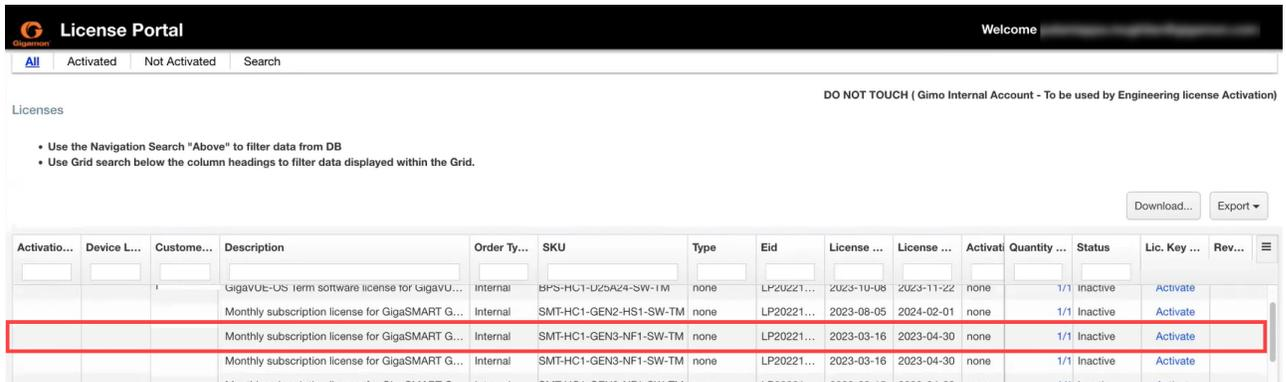 Gigamon
License Portal
Welcome
All Activated Not Activated Search
DO NOT TOUCH ( Gimo Internal Account - To be used by Engineering license Activation)
Licenses
• Use the Navigation Search "Above" to filter data from DB
• Use Grid search below the column headings to filter data displayed within the Grid.
Download... Export
Activatio... Device L... Custome... Description Order Ty... SKU Type Eid License ... License ... Activati Quantity ... Status Lic. Key ... Rev...
GigaVUE-OS Term software license for GigaVU... Internal BPS-HC1-D25A24-SW-TM none LP20221... 2023-10-08 2023-11-22 none 1/1 Inactive Activate
Monthly subscription license for GigaSMART G... Internal SMT-HC1-GEN2-HS1-SW-TM none LP20221... 2023-08-05 2024-02-01 none 1/1 Inactive Activate
Monthly subscription license for GigaSMART G... Internal SMT-HC1-GEN3-NF1-SW-TM none LP20221... 2023-03-16 2023-04-30 none 1/1 Inactive Activate
Monthly subscription license for GigaSMART G... Internal SMT-HC1-GEN3-NF1-SW-TM none LP20221... 2023-03-16 2023-04-30 none 1/1 Inactive Activate